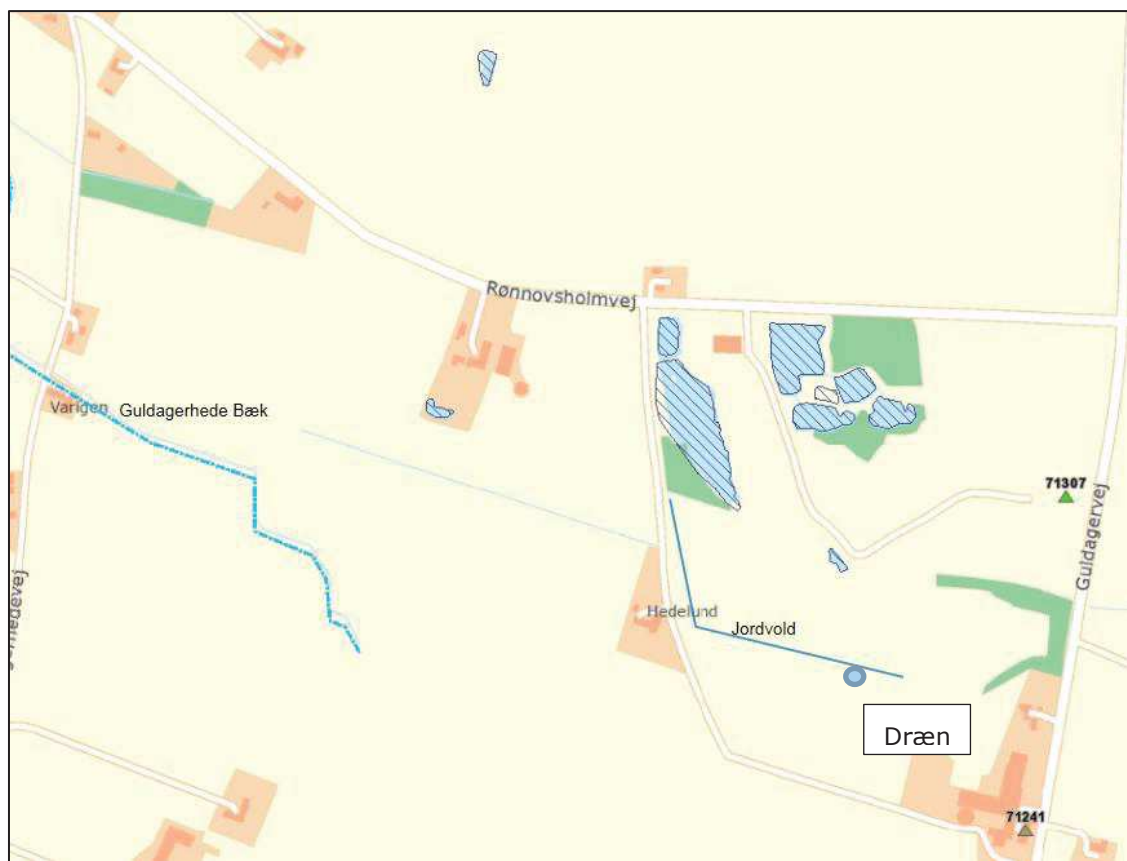 Rønnovsholmvej
Varigen
Guldagerhede Bæk
71307
Guldagervej
Hedelund
Jordvold
Dræn
71241